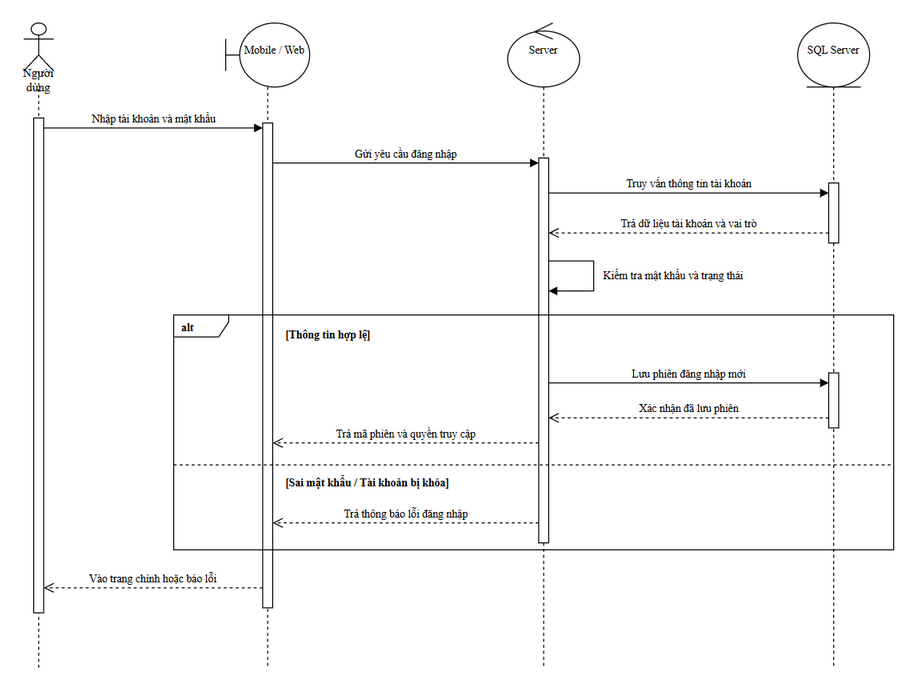 Người
dùng
Mobile / Web
Server
SQL Server
Nhập tài khoản và mật khẩu
Gửi yêu cầu đăng nhập
Truy vấn thông tin tài khoản
Trả dữ liệu tài khoản và vai trò
Kiểm tra mật khẩu và trạng thái
alt
[Thông tin hợp lệ]
Lưu phiên đăng nhập mới
Xác nhận đã lưu phiên
Trả mã phiên và quyền truy cập
[Sai mật khẩu / Tài khoản bị khóa]
Trả thông báo lỗi đăng nhập
Vào trang chính hoặc báo lỗi